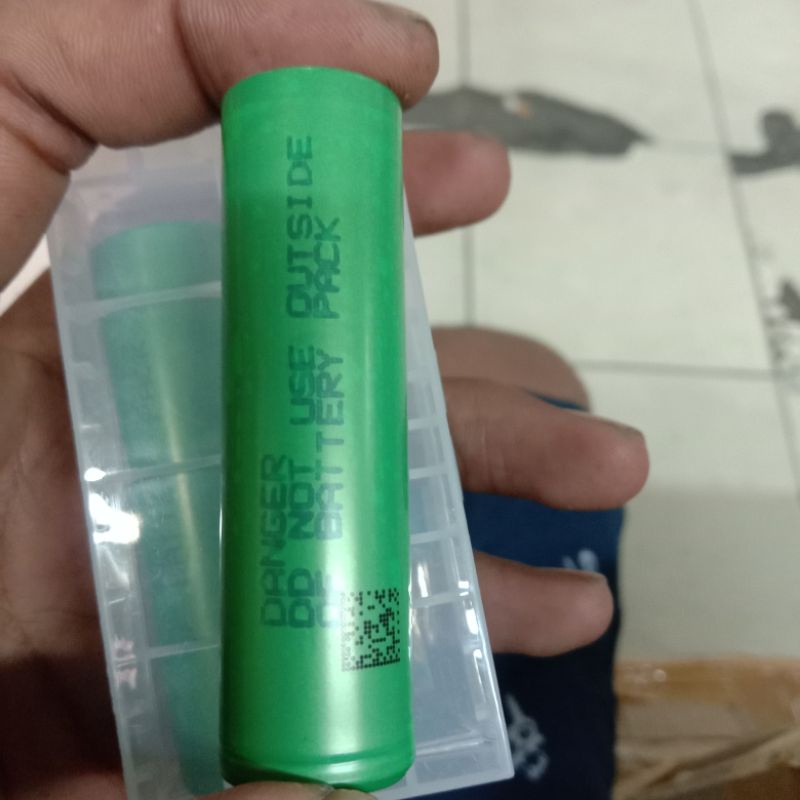 DANGER
DO NOT USE OUTSIDE
OF BATTERY PACK